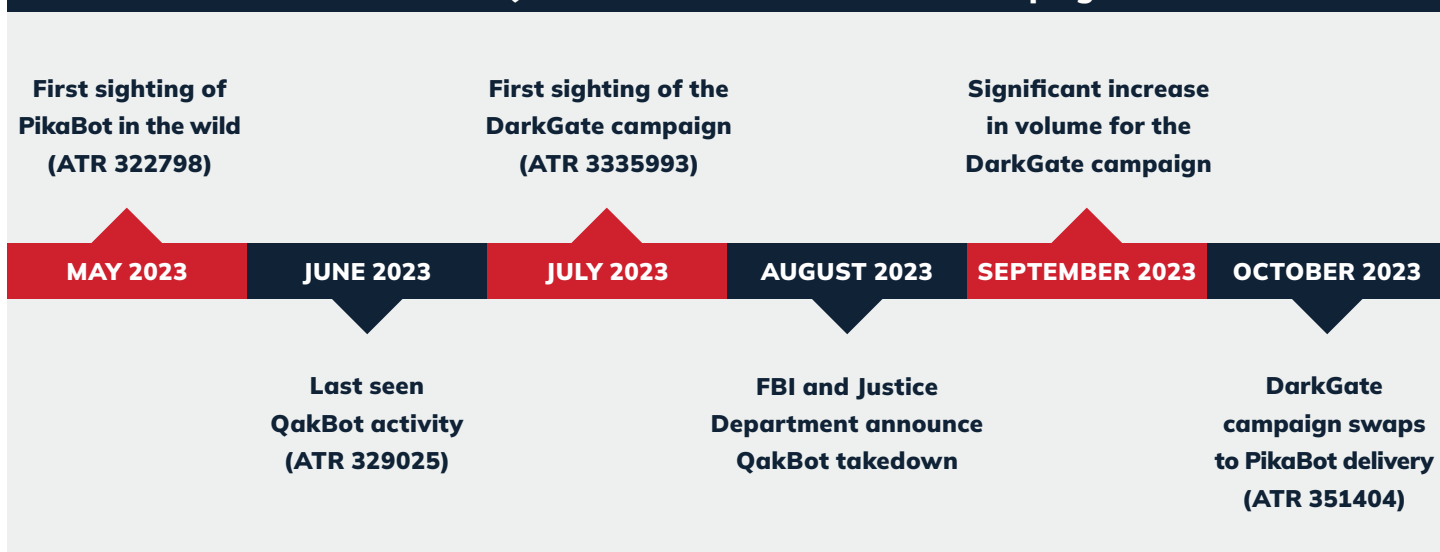 First sighting of
PikaBot in the wild
(ATR 322798)
First sighting of the
DarkGate campaign
(ATR 3335993)
Significant increase
in volume for the
DarkGate campaign
MAY 2023
JUNE 2023
JULY 2023
AUGUST 2023
SEPTEMBER 2023
OCTOBER 2023
Last seen
QakBot activity
(ATR 329025)
FBI and Justice
Department announce
QakBot takedown
DarkGate
campaign swaps
to PikaBot delivery
(ATR 351404)